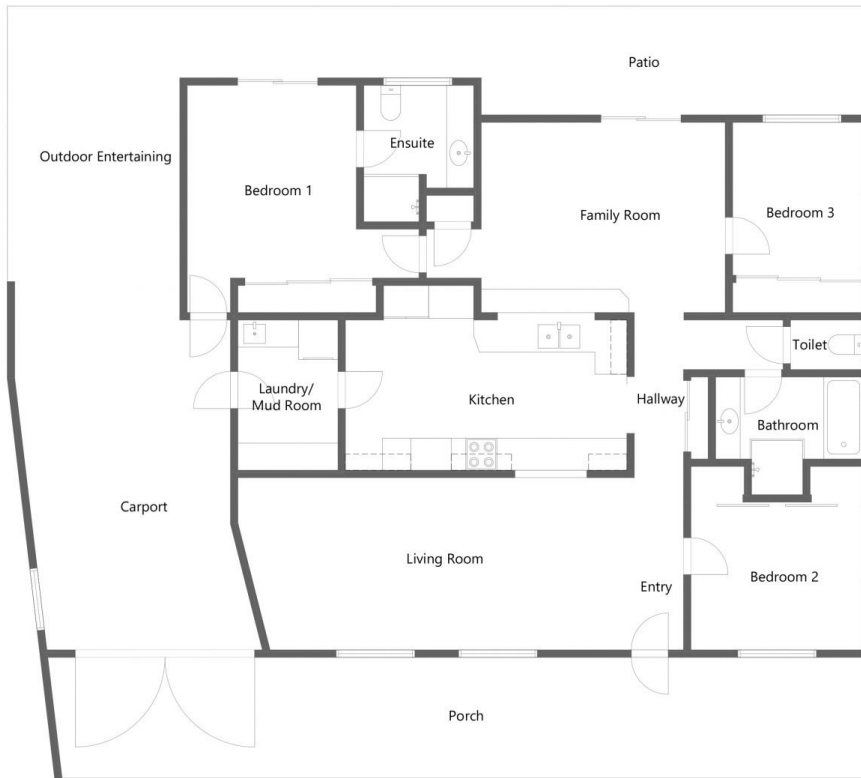 Patio
Outdoor Entertaining
Ensuite
Bedroom 1
Family Room
Bedroom 3
Toilet
Laundry/
Mud Room
Kitchen
Hallway
Bathroom
Carport
Living Room
Entry
Bedroom 2
Porch